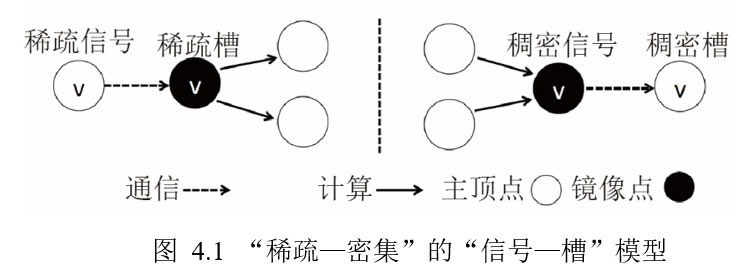 稀疏信号 稀疏槽 稠密信号 稠密槽
v v v v
通信 计算 主顶点 镜像点
图 4.1 “稀疏—密集”的“信号—槽”模型